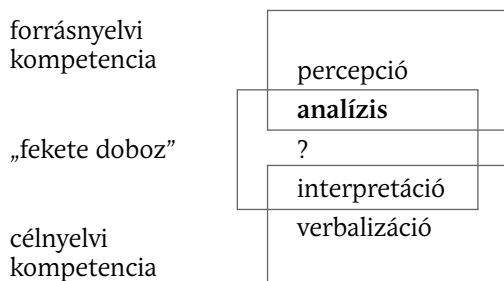 forrásnyelvi
kompetencia
percepció
analízis
„fekete doboz”
?
interpretáció
verbalizáció
célnyelvi
kompetencia